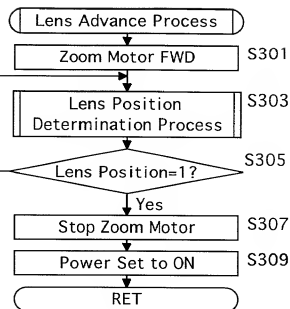 Lens Advance Process
Zoom Motor FWD S301
Lens Position S303
Determination Process
Lens Position=1? S305
Yes
Stop Zoom Motor S307
Power Set to ON S309
RET